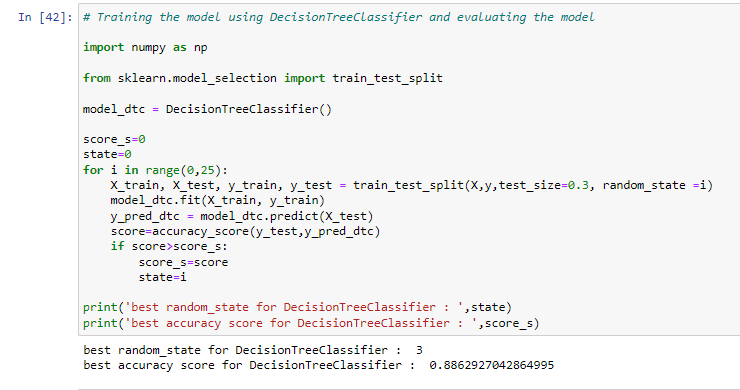 In [42]: # Training the model using DecisionTreeClassifier and evaluating the model
import numpy as np
from sklearn.model_selection import train_test_split
model_dtc = DecisionTreeClassifier()
score_s=0
state=0
for i in range(0,25):
    X_train, X_test, y_train, y_test = train_test_split(X,y,test_size=0.3, random_state =i)
    model_dtc.fit(X_train, y_train)
    y_pred_dtc = model_dtc.predict(X_test)
    score=accuracy_score(y_test,y_pred_dtc)
    if score>score_s:
        score_s=score
        state=i
print('best random_state for DecisionTreeClassifier : ',state)
print('best accuracy score for DecisionTreeClassifier : ',score_s)
best random_state for DecisionTreeClassifier :  3
best accuracy score for DecisionTreeClassifier :  0.8862927042864995